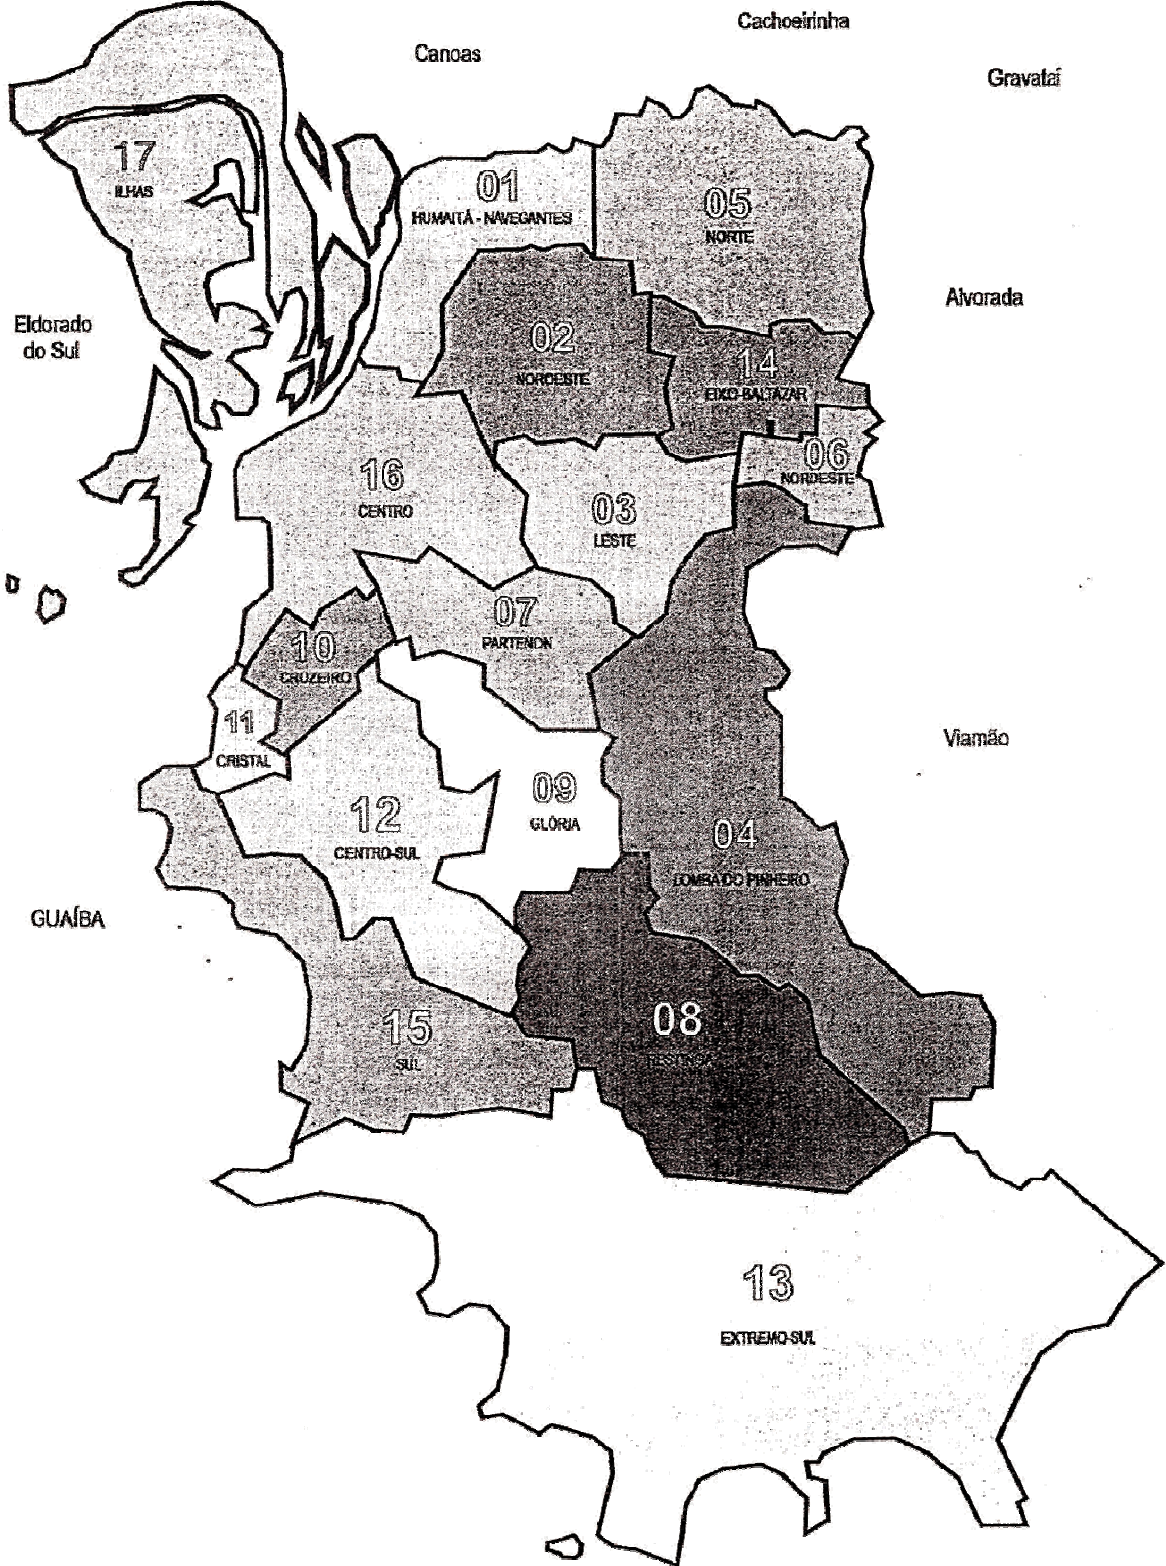 Cachoeirinha
Canoas
Gravataí
17
ILHAS
01
HUMAITÁ - NAVEGANTES
05
NORTE
Alvorada
Eldorado
do Sul
02
NOROESTE
14
EIXO-BALTAZAR
06
NORDESTE
16
CENTRO
03
LESTE
07
PARTENON
10
CRUZEIRO
11
CRISTAL
Viamão
09
GLÓRIA
12
CENTRO-SUL
04
LOMBA DO PINHEIRO
GUAÍBA
08
RESTINGA
15
SUL
13
EXTREMO-SUL